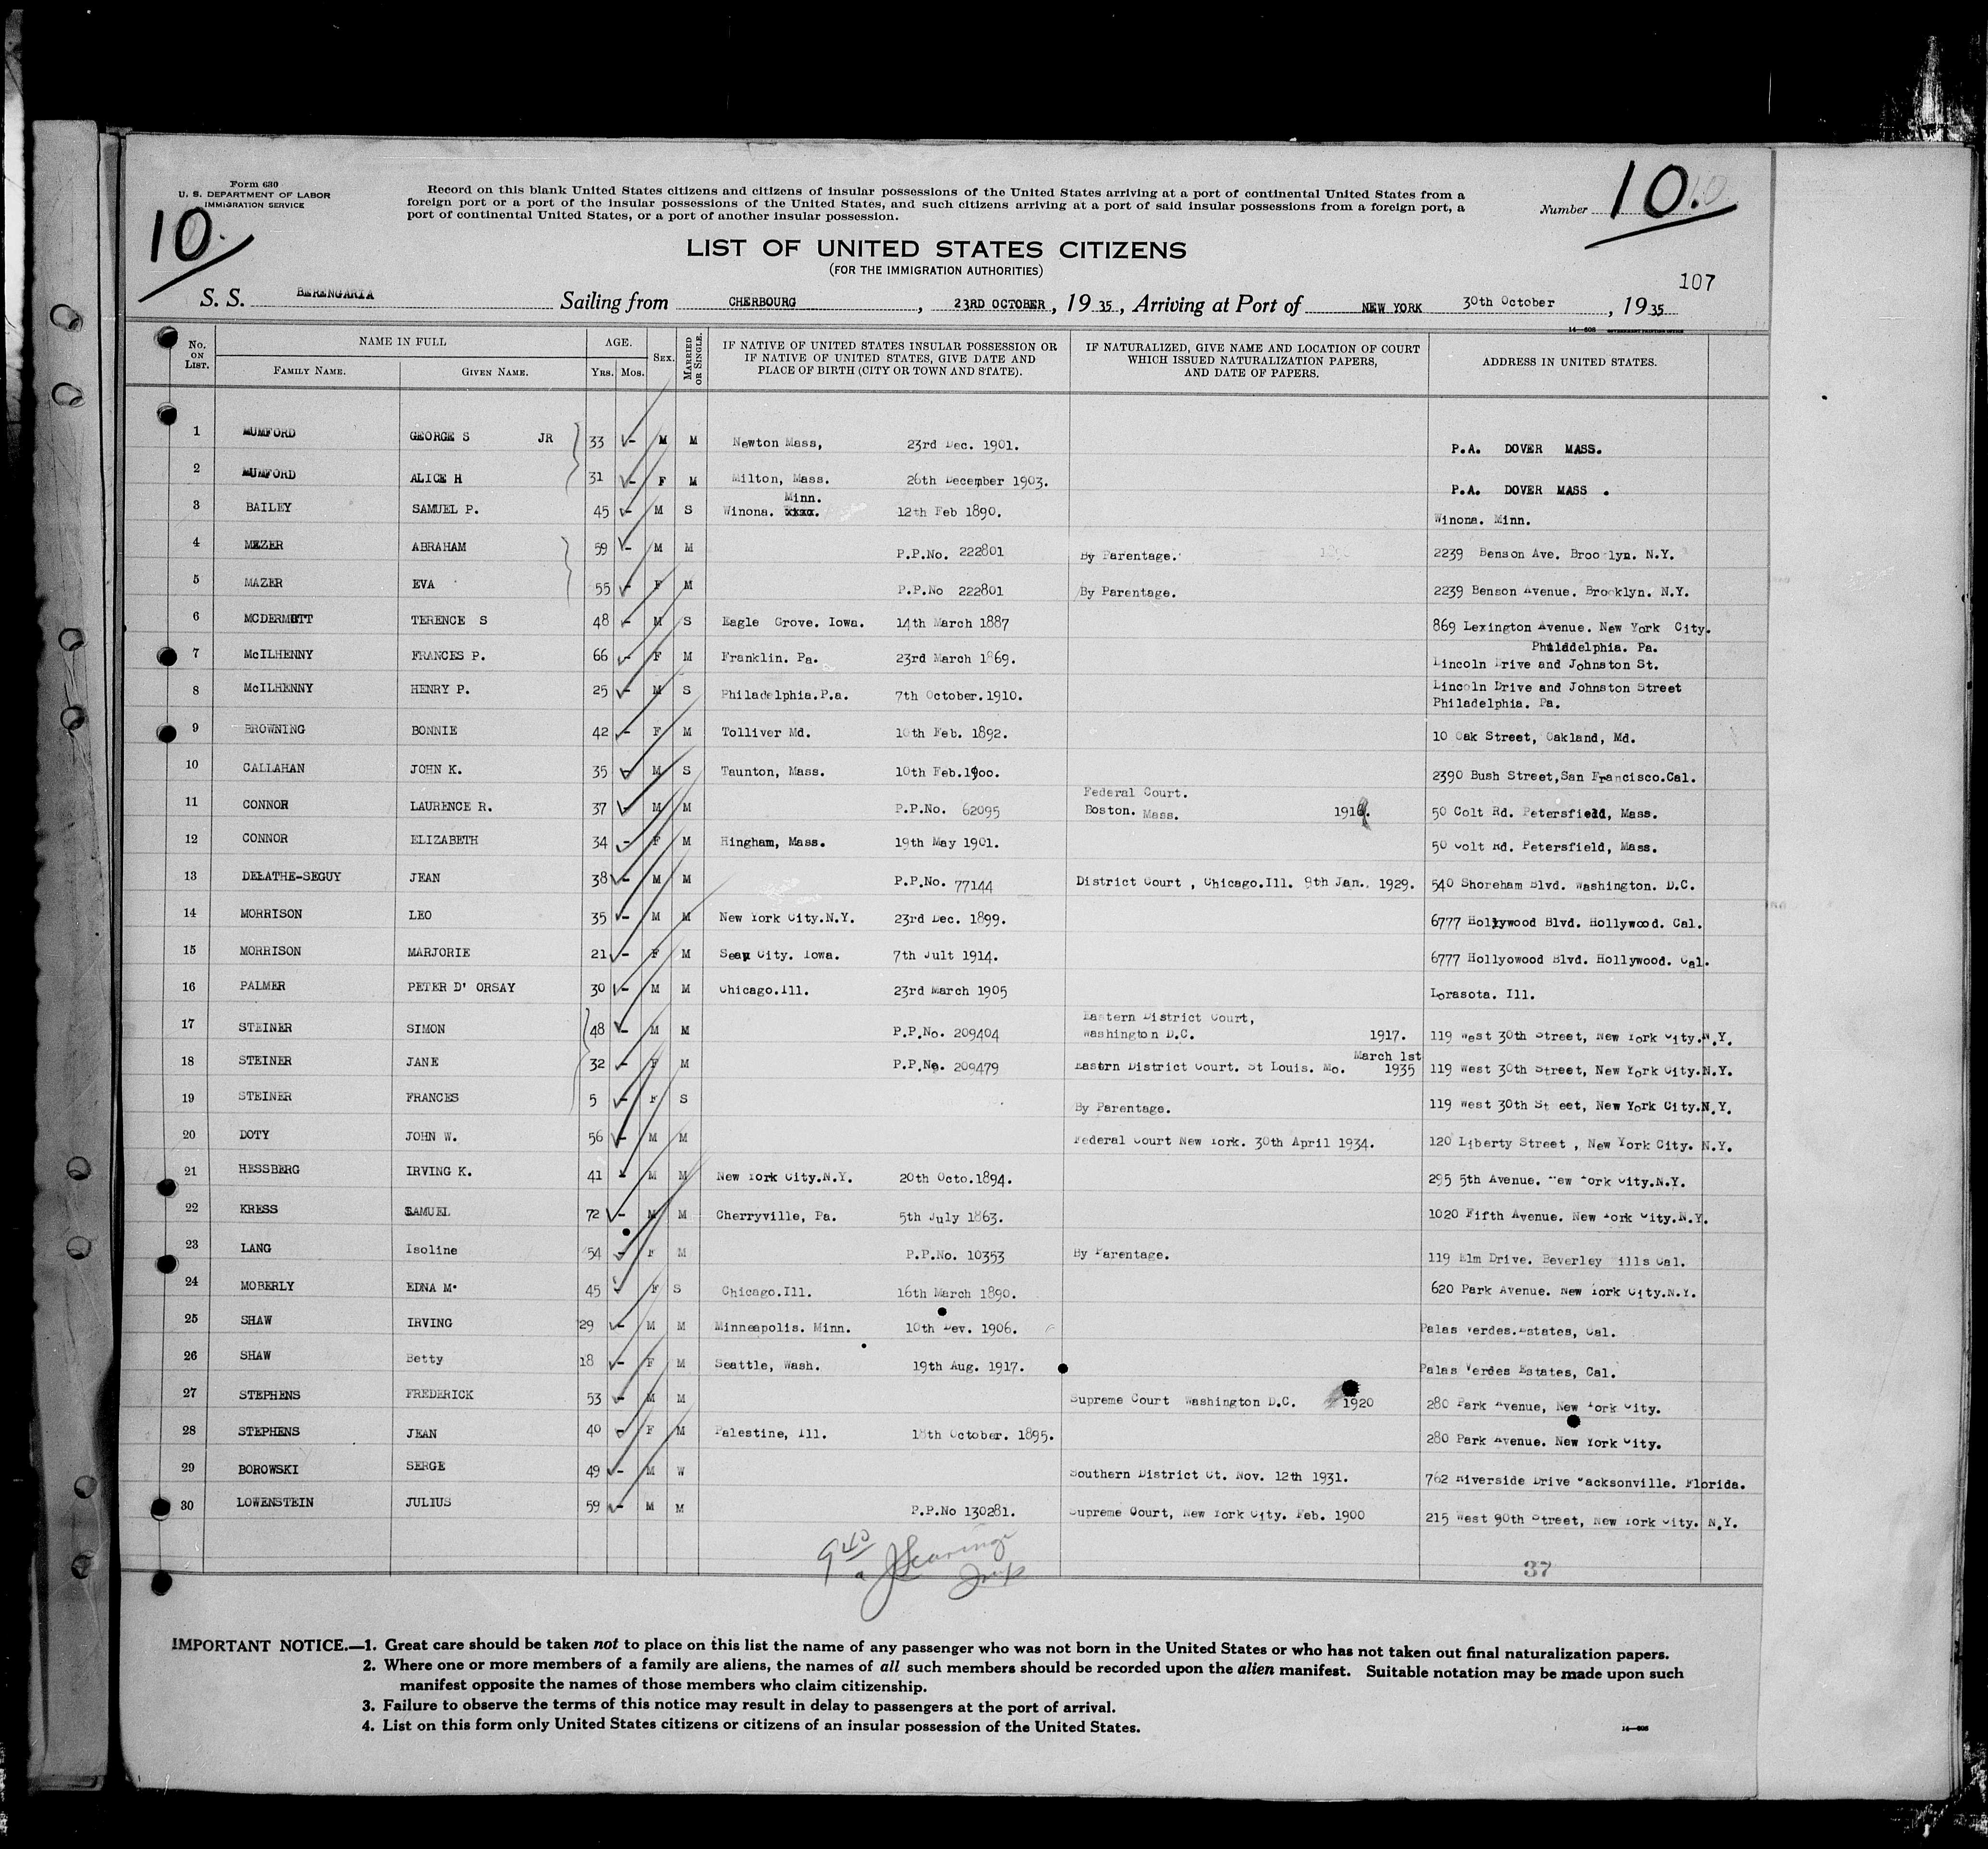 Form 630
U. S. DEPARTMENT OF LABOR
IMMIGRATION SERVICE
10.
Record on this blank United States citizens and citizens of insular possessions of the United States arriving at a port of continental United States from a
foreign port or a port of the insular possessions of the United States, and such citizens arriving at a port of said insular possessions from a foreign port, a
port of continental United States, or a port of another insular possession.
Number 10.
LIST OF UNITED STATES CITIZENS
(FOR THE IMMIGRATION AUTHORITIES)
107
S. S. BERENGARIA Sailing from CHERBOURG, 23RD OCTOBER, 1935, Arriving at Port of NEW YORK 30th October, 1935
14—608 GOVERNMENT PRINTING OFFICE
No. ON LIST. NAME IN FULL FAMILY NAME. GIVEN NAME. AGE. Yrs. Mos. SEX. MARRIED OR SINGLE. IF NATIVE OF UNITED STATES INSULAR POSSESSION OR IF NATIVE OF UNITED STATES, GIVE DATE AND PLACE OF BIRTH (CITY OR TOWN AND STATE). IF NATURALIZED, GIVE NAME AND LOCATION OF COURT WHICH ISSUED NATURALIZATION PAPERS, AND DATE OF PAPERS. ADDRESS IN UNITED STATES.
1 MUMFORD GEORGE S JR 33 - M M Newton Mass, 23rd Dec. 1901. P.A. DOVER MASS.
2 MUMFORD ALICE H 31 - F M Milton, Mass. 26th December 1903. P.A. DOVER MASS .
3 BAILEY SAMUEL P. 45 - M S Winona. xxxx. Minn. 12th Feb 1890. Winona. Minn.
4 MEZER ABRAHAM 59 - M M P.P.No. 222801 By Parentage. 2239 Benson Ave. Broo lyn. N.Y.
5 MAZER EVA 55 - F M P.P.No 222801 By Parentage. 2239 Benson Avenue. Brooklyn. N.Y.
6 MCDERMOTT TERENCE S 48 - M S Eagle Grove. Iowa. 14th March 1887 869 Lexington Avenue. New York City.
7 McILHENNY FRANCES P. 66 - F M Franklin. Pa. 23rd March 1869. Philddelphia. Pa.
Lincoln Drive and Johnston St.
8 McILHENNY HENRY P. 25 - M S Philadelphia.P.a. 7th October.1910. Lincoln Drive and Johnston Street
Philadelphia. Pa.
9 BROWNING BONNIE 42 - F M Tolliver Md. 10th Feb. 1892. 10 Oak Street, Oakland, Md.
10 CALLAHAN JOHN K. 35 - M S Taunton, Mass. 10th Feb.1900. 2390 Bush Street,San Francisco.Cal.
11 CONNOR LAURENCE R. 37 - M M P.P.No. 62095 Federal Court.
Boston. Mass. 50 Colt Rd. Petersfield, Mass.
12 CONNOR ELIZABETH 34 - F M Hingham, Mass. 19th May 1901. 50 Colt Rd. Petersfield, Mass.
13 DELATHE-SEGUY JEAN 38 - M M P.P.No. 77144 District Court , Chicago.Ill. 9th Jan. 1929. 540 Shoreham Blvd. Washington. D.C.
14 MORRISON LEO 35 - M M New York City.N.Y. 23rd Dec. 1899. 6777 Hollywood Blvd. Hollywood. Cal.
15 MORRISON MARJORIE 21 - F M Seau City. Iowa. 7th Jult 1914. 6777 Hollyowood Blvd. Hollywood. Cal.
16 PALMER PETER D' ORSAY 30 - M M Chicago.Ill. 23rd March 1905 Lorasota. Ill.
17 STEINER SIMON 48 - M M P.P.No. 209404 Eastern District Court,
Washington D.C. 1917. 119 West 30th Street, New York City.N.Y.
18 STEINER JANE 32 - F M P.P.No. 209479 Eastrn District Court. St Louis. Mo. March 1st 1935 119 West 30th Street, New York City.N.Y.
19 STEINER FRANCES 5 - F S By Parentage. 119 West 30th St eet, New York City.N.Y.
20 DOTY JOHN W. 56 - M M Federal Court New York. 30th April 1934. 120 Liberty Street , New York City. N.Y.
21 HESSBERG IRVING K. 41 - M M New York City.N.Y. 20th Octo.1894. 295 5th Avenue. New York City.N.Y.
22 KRESS SAMUEL 72 - M M Cherryville, Pa. 5th July 1863. 1020 Fifth Avenue. New York City.N.Y.
23 LANG Isoline 54 - F M P.P.No. 10353 By Parentage. 119 Elm Drive. Beverley Hills Cal.
24 MOBERLY EDNA M. 45 - F S Chicago.Ill. 16th March 1890. 620 Park Avenue. New York City.N.Y.
25 SHAW IRVING 29 - M M Minneapolis. Minn. 10th Dev. 1906. Palas Verdes.Estates, Cal.
26 SHAW Betty 18 - F M Seattle, Wash. 19th Aug. 1917. Palas Verdes Estates, Cal.
27 STEPHENS FREDERICK 53 - M M Supreme Court Washington D.C. 1920 280 Park Avenue, New York City.
28 STEPHENS JEAN 40 - F M Palestine, Ill. 18th October. 1895. 280 Park Avenue. New York City.
29 BOROWSKI SERGE 49 - M W Southern District Ct. Nov. 12th 1931. 762 Riverside Drive Jacksonville. Florida.
30 LOWENSTEIN JULIUS 59 - M M P.P.No 130281. Supreme Court, New York City. Feb. 1900 215 West 90th Street, New York City. N.Y.
9 40 a
37
IMPORTANT NOTICE.—1. Great care should be taken not to place on this list the name of any passenger who was not born in the United States or who has not taken out final naturalization papers.
2. Where one or more members of a family are aliens, the names of all such members should be recorded upon the alien manifest. Suitable notation may be made upon such
manifest opposite the names of those members who claim citizenship.
3. Failure to observe the terms of this notice may result in delay to passengers at the port of arrival.
4. List on this form only United States citizens or citizens of an insular possession of the United States.
14—608